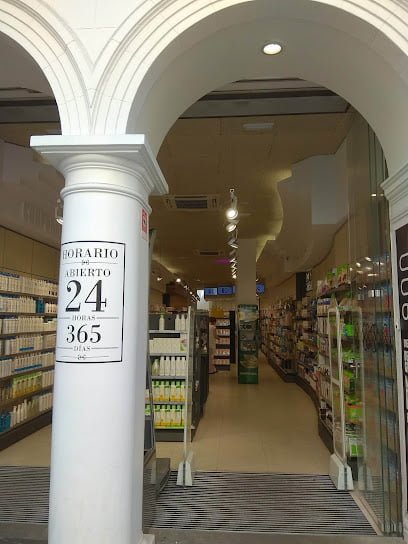 HORARIO
ABIERTO
24
HORAS
365
DÍAS